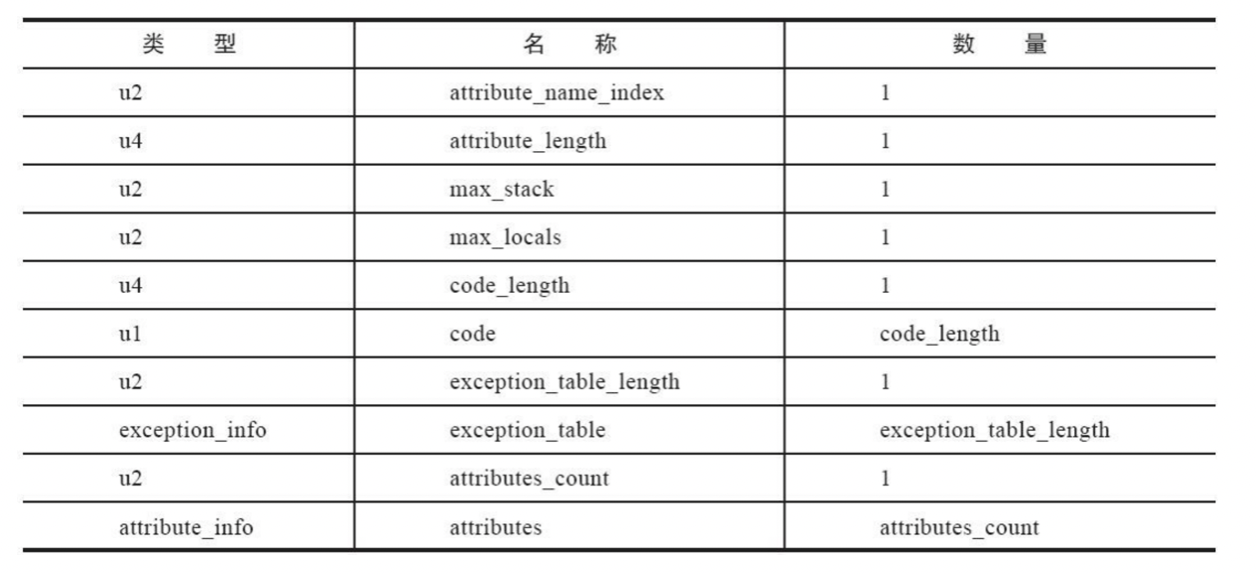 类 型 名 称 数 量
u2 attribute_name_index 1
u4 attribute_length 1
u2 max_stack 1
u2 max_locals 1
u4 code_length 1
u1 code code_length
u2 exception_table_length 1
exception_info exception_table exception_table_length
u2 attributes_count 1
attribute_info attributes attributes_count